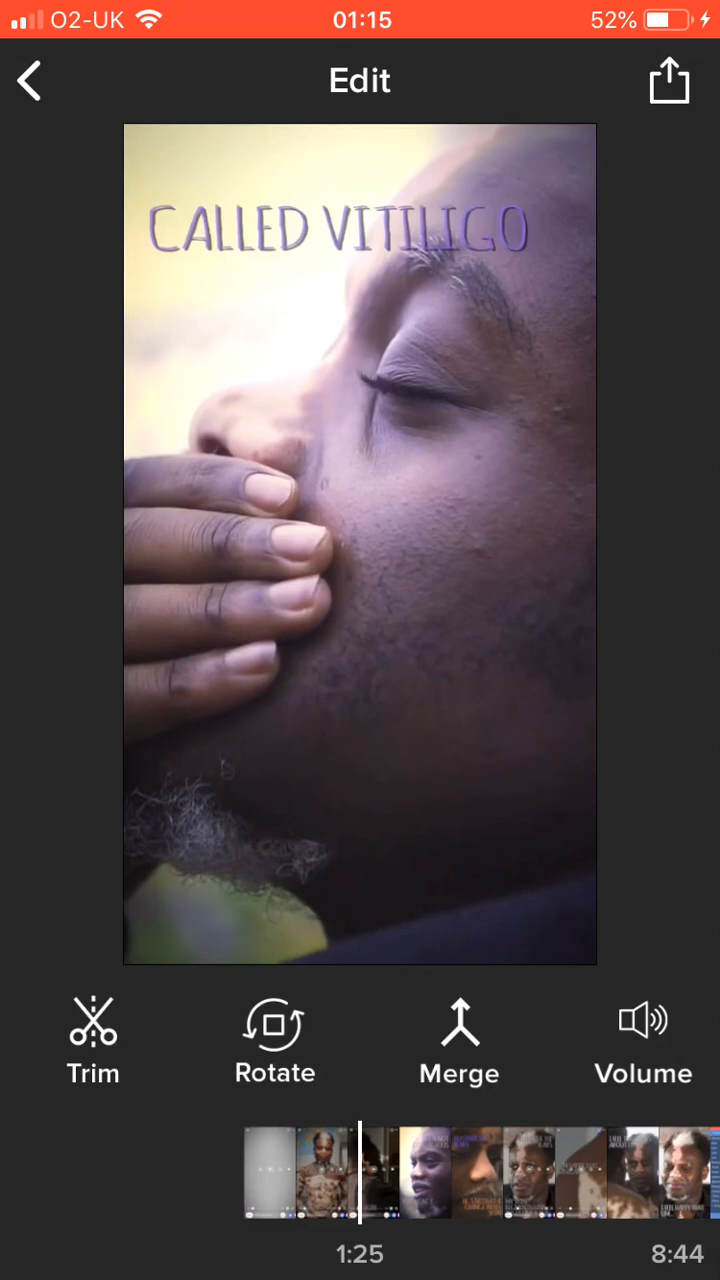 O2-UK
01:15
52%
Edit
CALLED VITILIGO
Trim
Rotate
Merge
Volume
1:25
8:44